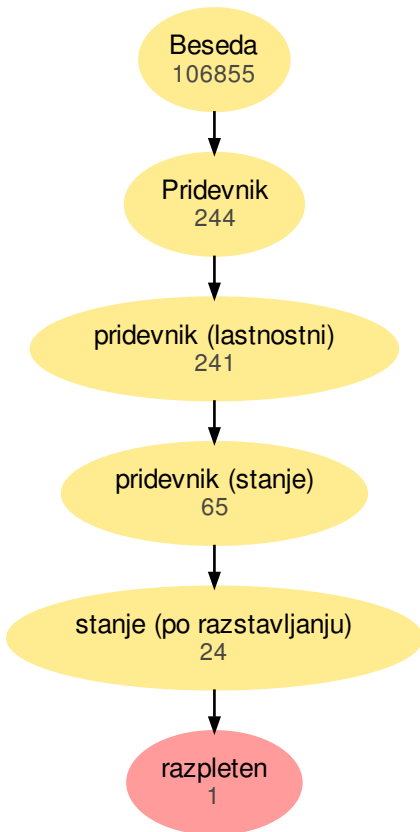 Beseda
106855
Pridevnik
244
pridevnik (lastnostni)
241
pridevnik (stanje)
65
stanje (po razstavljanju)
24
razpleten
1